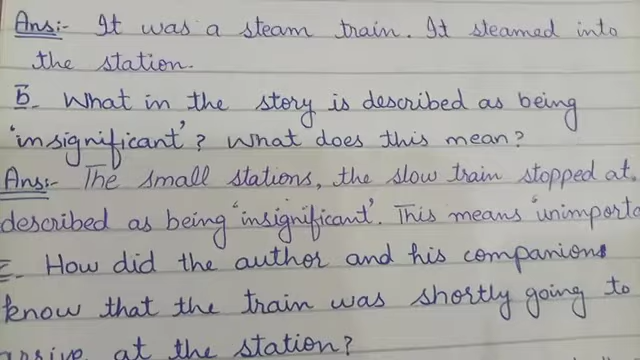 Ans:- It was a steam train. It steamed into
the station.
b. What in the story is described as being
'insignificant'? What does this mean?
Ans:- The small stations, the slow train stopped at,
described as being 'insignificant'. This means 'unimporta
c. How did the author and his companions
know that the train was shortly going to
arrive at the station?